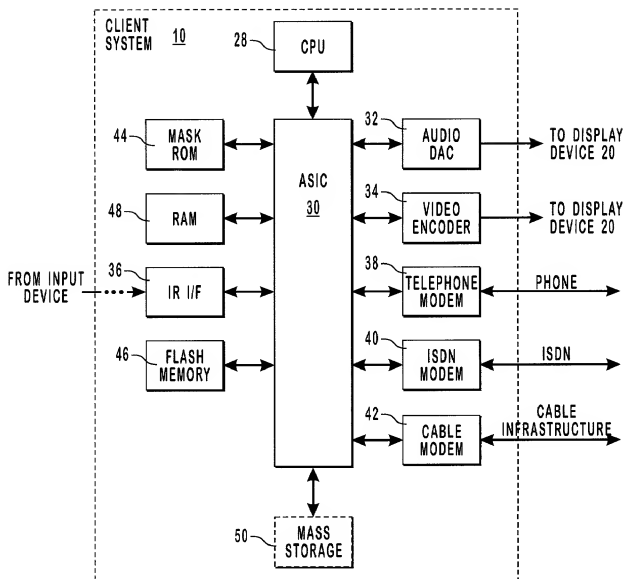 CLIENT
SYSTEM 10
28
CPU
44
MASK
ROM
ASIC
30
32
AUDIO
DAC
TO DISPLAY
DEVICE 20
48
RAM
34
VIDEO
ENCODER
TO DISPLAY
DEVICE 20
FROM INPUT
DEVICE
36
IR I/F
38
TELEPHONE
MODEM
PHONE
46
FLASH
MEMORY
40
ISDN
MODEM
ISDN
42
CABLE
MODEM
CABLE
INFRASTRUCTURE
50
MASS
STORAGE